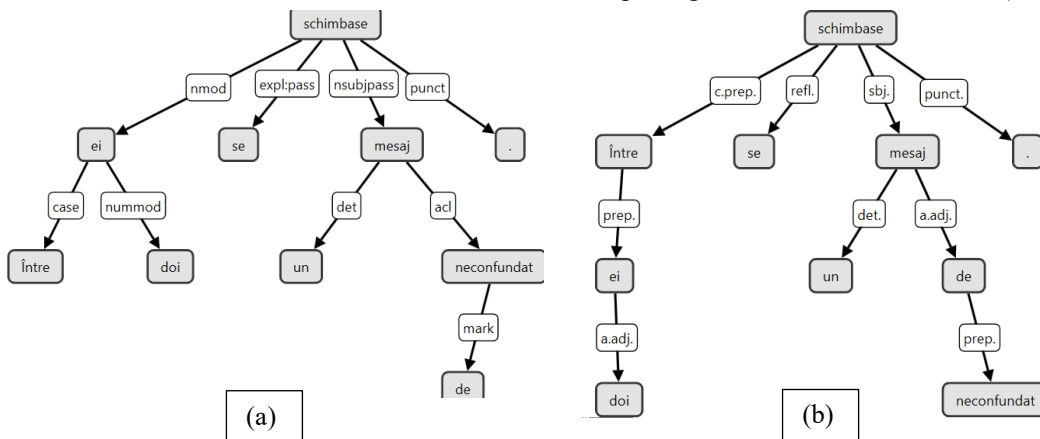 schimbase
nmod
expl:pass
nsubjpass
punct
ei
se
mesaj
.
case
nummod
det
acl
Între
doi
un
neconfundat
mark
de
(a)
schimbase
c.prep.
refl.
sbj.
punct.
Între
se
mesaj
.
prep.
det.
a.adj.
ei
un
de
a.adj.
prep.
doi
neconfundat
(b)